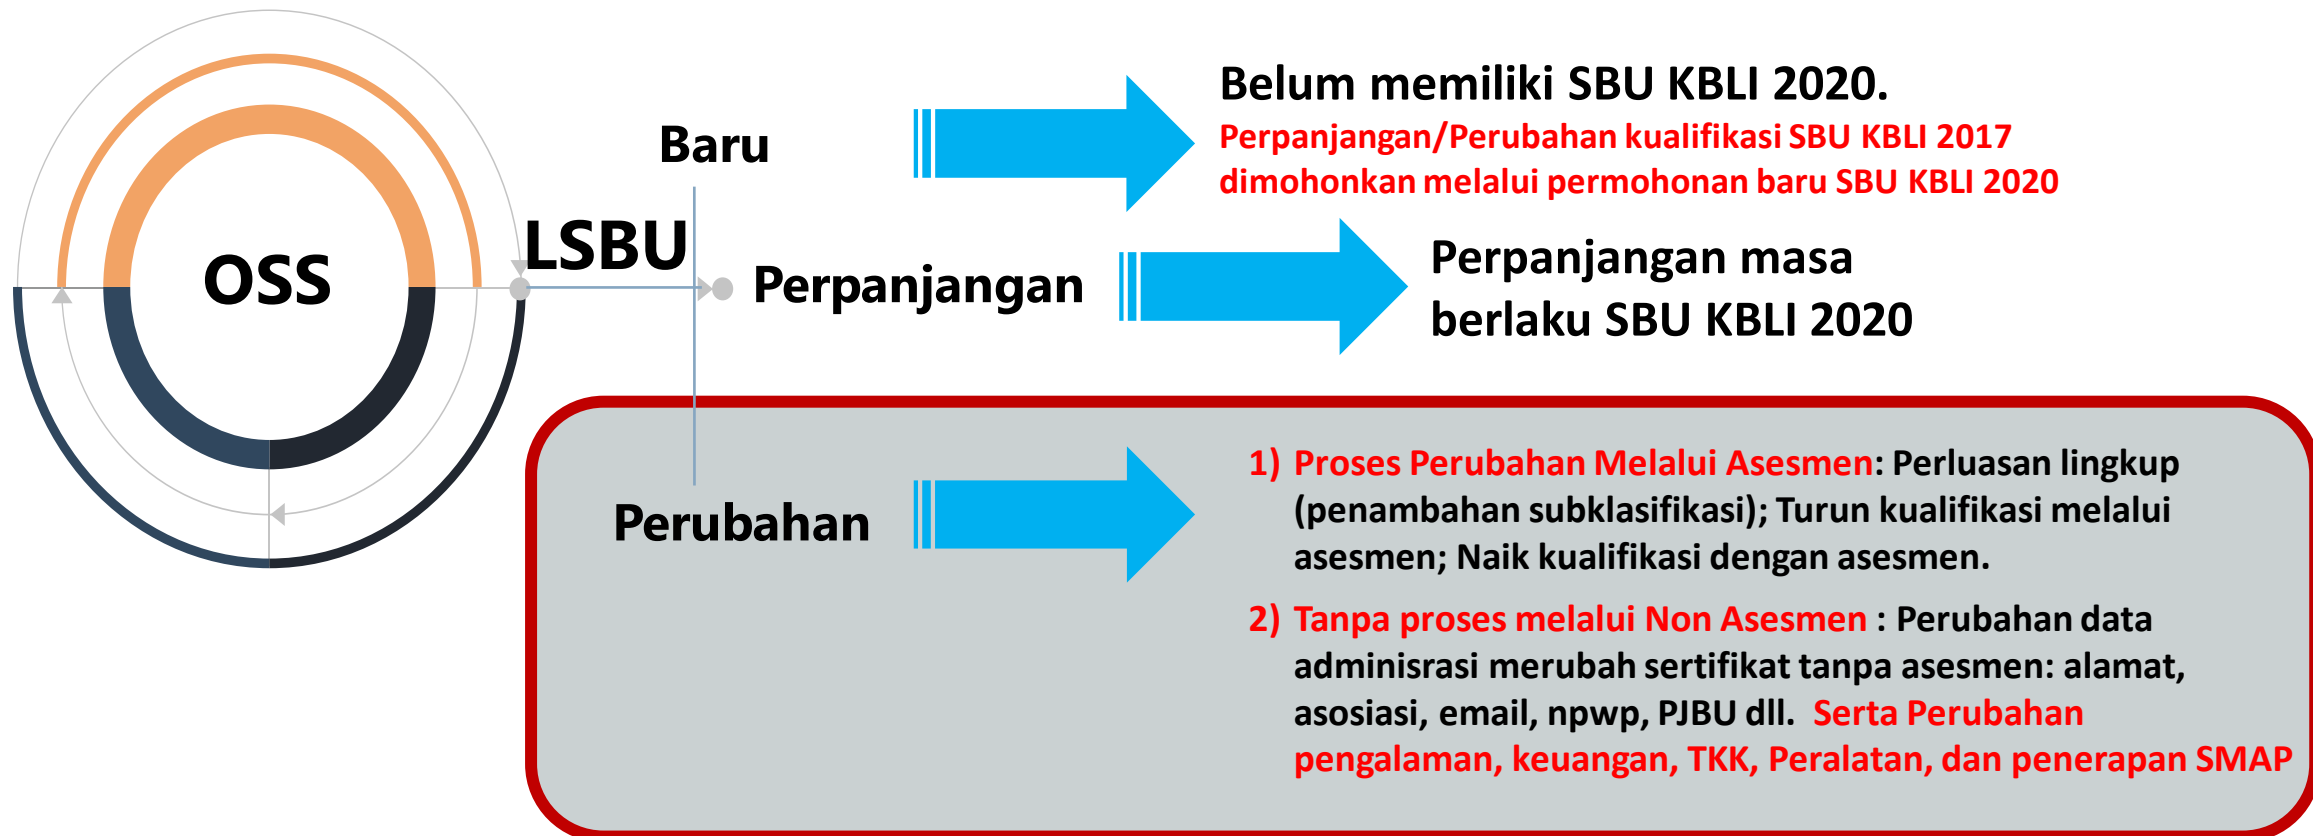 OSS
LSBU
Baru
Belum memiliki SBU KBLI 2020.
Perpanjangan/Perubahan kualifikasi SBU KBLI 2017
dimohonkan melalui permohonan baru SBU KBLI 2020
Perpanjangan
Perpanjangan masa
berlaku SBU KBLI 2020
Perubahan
1) Proses Perubahan Melalui Asesmen: Perluasan lingkup
(penambahan subklasifikasi); Turun kualifikasi melalui
asesmen; Naik kualifikasi dengan asesmen.
2) Tanpa proses melalui Non Asesmen : Perubahan data
adminisrasi merubah sertifikat tanpa asesmen: alamat,
asosiasi, email, npwp, PJBU dll. Serta Perubahan
pengalaman, keuangan, TKK, Peralatan, dan penerapan SMAP